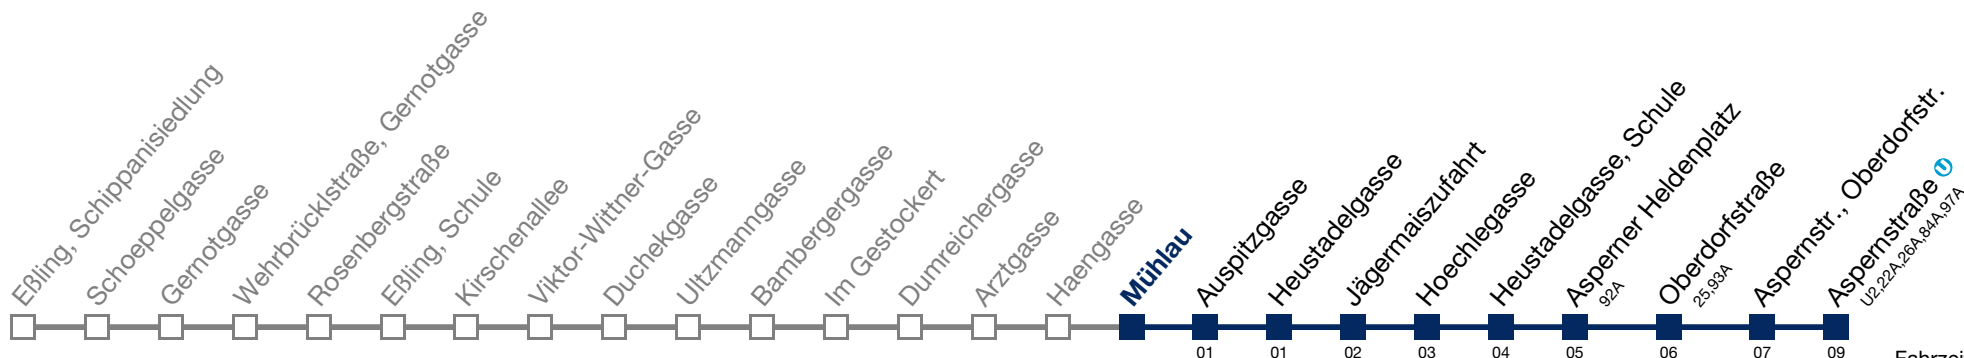 Eßling, Schippanisiedlung
Schoeppelgasse
Gernotgasse
Wehrbrücklstraße, Gernotgasse
Rosenbergstraße
Eßling, Schule
Kirschenallee
Viktor-Wittner-Gasse
Duchekgasse
Ultzmanngasse
Bambergergasse
Im Gestockert
Dumreichergasse
Arztgasse
Haengasse
Mühlau
Auspitzgasse
01
Heustadelgasse
01
Jägermaiszufahrt
02
Hoechlegasse
03
Heustadelgasse, Schule
04
Asperner Heldenplatz
92A
05
Oberdorfstraße
25,93A
06
Aspernstr., Oberdorfstr.
07
Aspernstraße U
U2,22A,26A,84A,97A
09